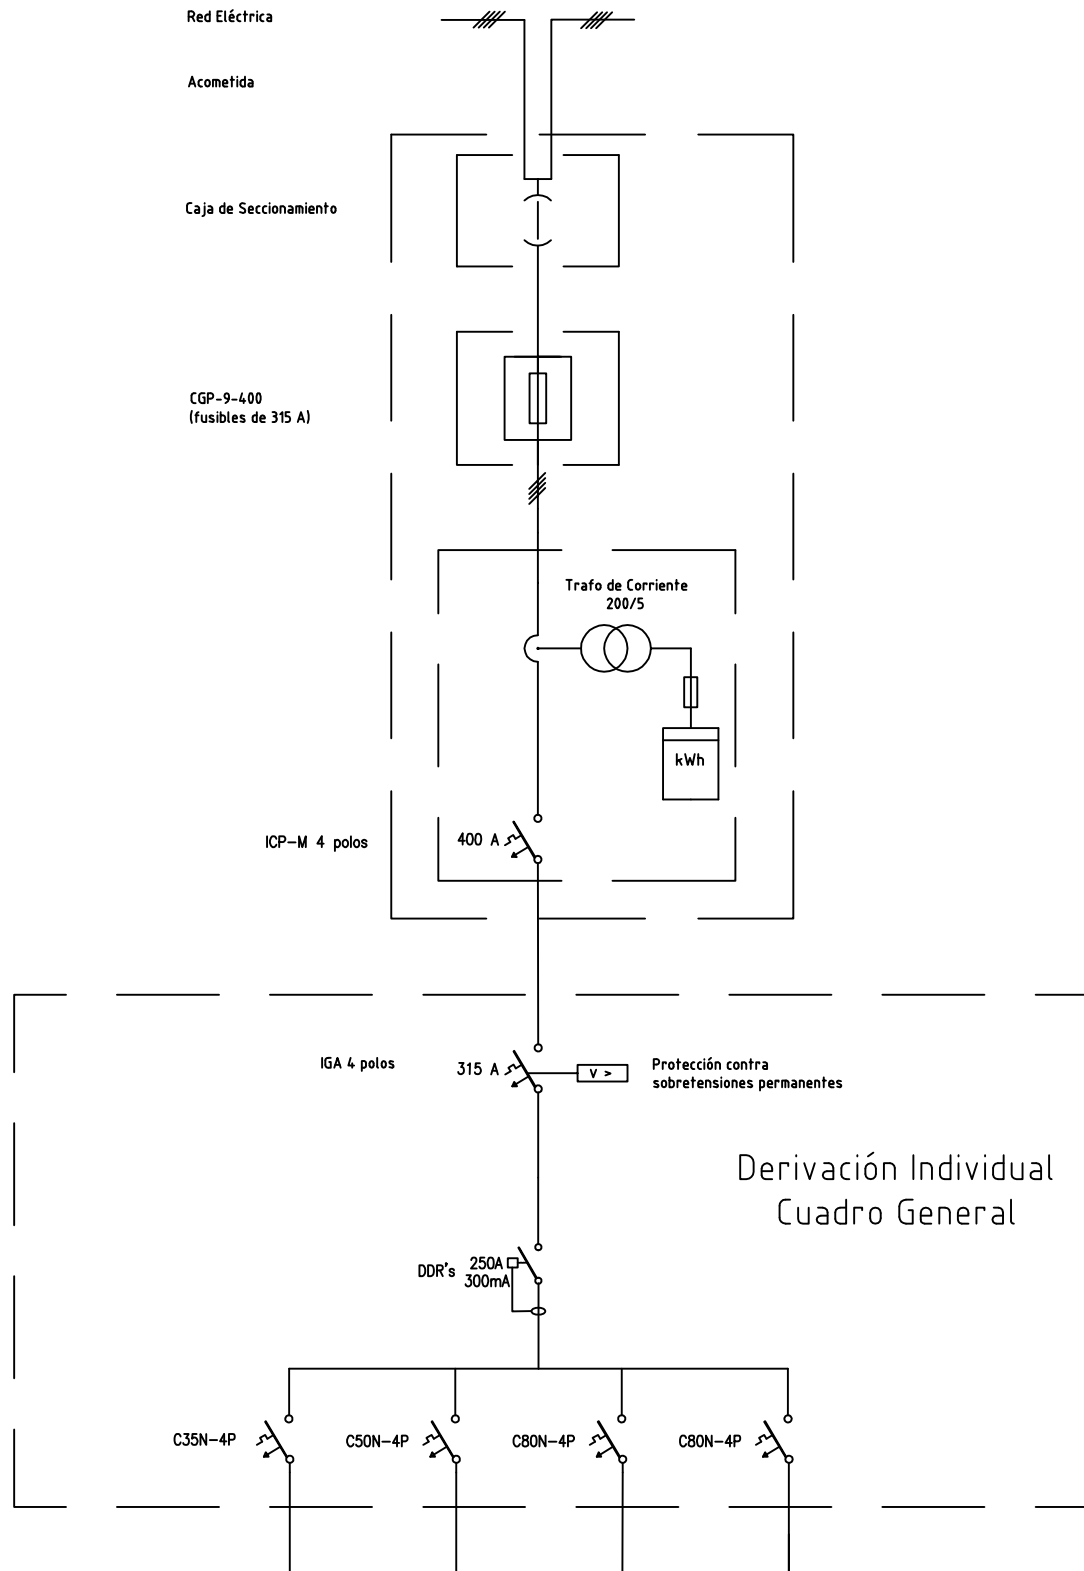 Red Eléctrica
Acometida
Caja de Seccionamiento
CGP-9-400
(fusibles de 315 A)
Trafo de Corriente
200/5
kWh
ICP-M 4 polos
400 A
IGA 4 polos
315 A
V >
Protección contra
sobretensiones permanentes
Derivación Individual
Cuadro General
DDR's
250A
300mA
C35N-4P
C50N-4P
C80N-4P
C80N-4P